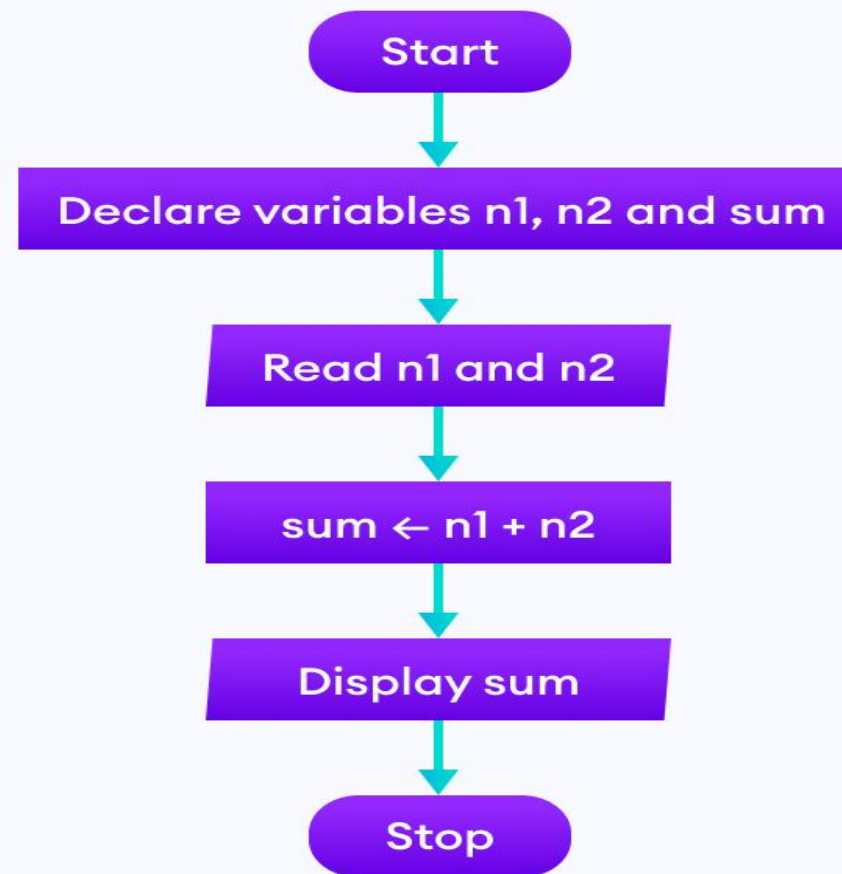 Start
Declare variables n1, n2 and sum
Read n1 and n2
sum ← n1 + n2
Display sum
Stop